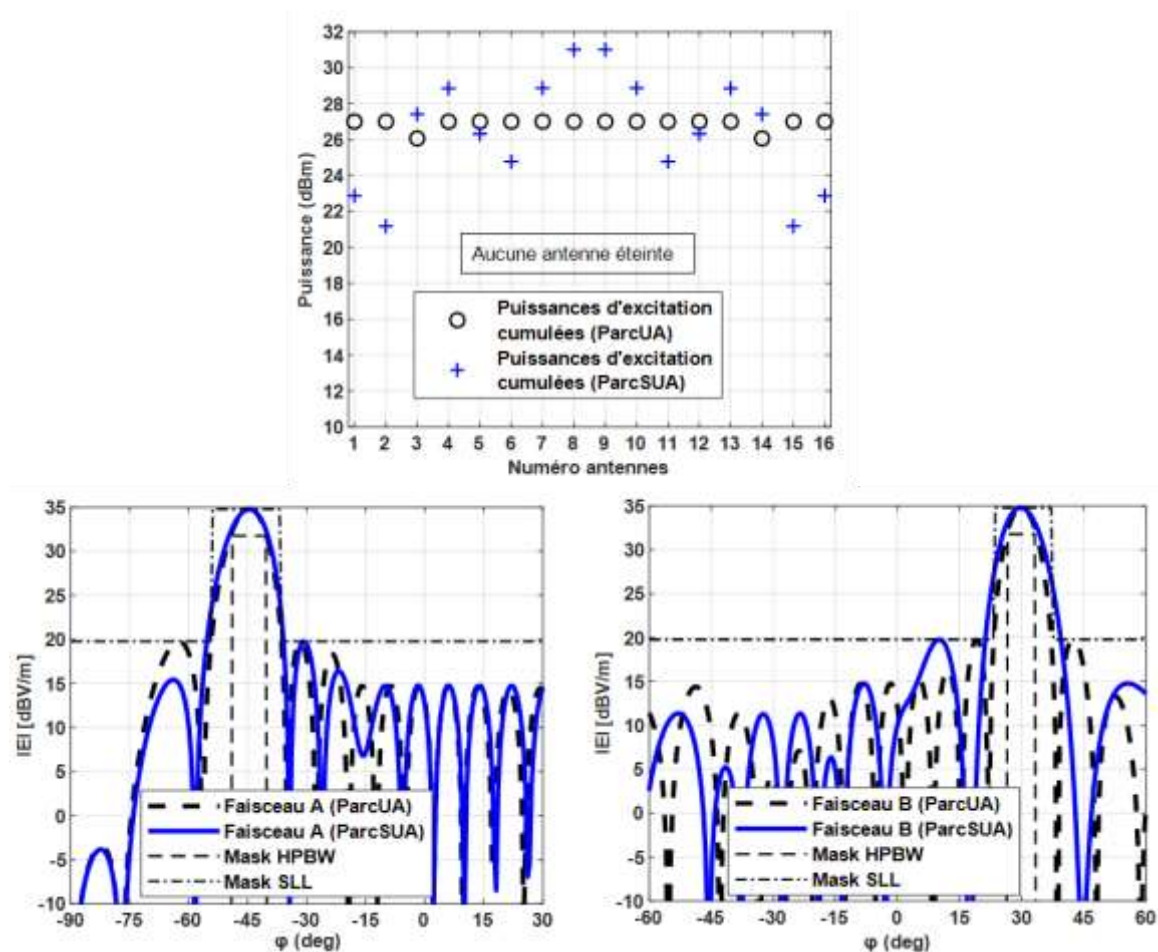 32
30
28
26
24
22
20
18
16
14
12
10
Puissance (dBm)
Aucune antenne éteinte
Puissances d'excitation
cumulées (ParcUA)
Puissances d'excitation
cumulées (ParcSUA)
1 2 3 4 5 6 7 8 9 10 11 12 13 14 15 16
Numéro antennes
35
30
25
20
15
10
5
0
-5
-10
|E| [dBV/m]
Faisceau A (ParcUA)
Faisceau A (ParcSUA)
Mask HPBW
Mask SLL
-90 -75 -60 -45 -30 -15 0 15 30
φ (deg)
35
30
25
20
15
10
5
0
-5
-10
|E| [dBV/m]
Faisceau B (ParcUA)
Faisceau B (ParcSUA)
Mask HPBW
Mask SLL
-60 -45 -30 -15 0 15 30 45 60
φ (deg)